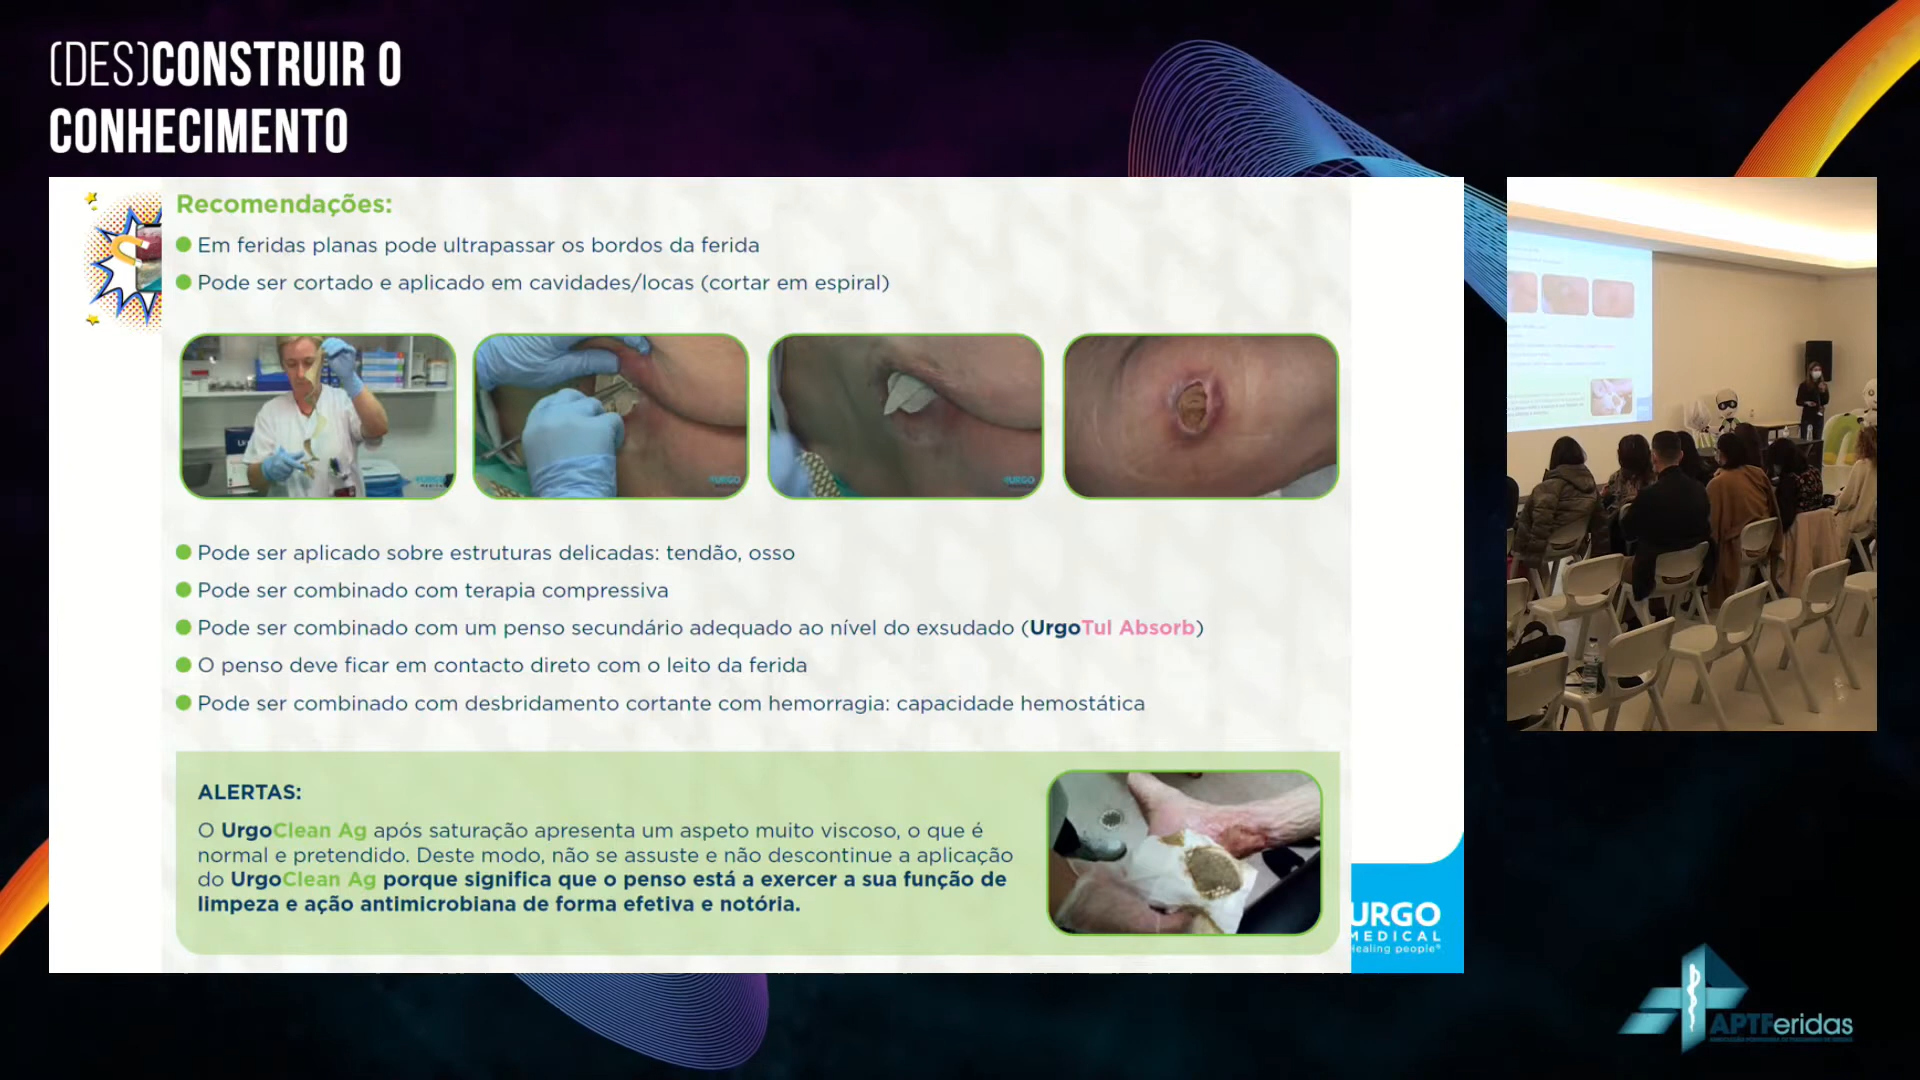 (DES)CONSTRUIR O
CONHECIMENTO
Recomendações:
Em feridas planas pode ultrapassar os bordos da ferida
Pode ser cortado e aplicado em cavidades/locas (cortar em espiral)
URGO
MEDICAL
URGO
URGO
Pode ser aplicado sobre estruturas delicadas: tendão, osso
Pode ser combinado com terapia compressiva
Pode ser combinado com um penso secundário adequado ao nível do exsudado (UrgoTul Absorb)
O penso deve ficar em contacto direto com o leito da ferida
Pode ser combinado com desbridamento cortante com hemorragia: capacidade hemostática
ALERTAS:
O UrgoClean Ag após saturação apresenta um aspeto muito viscoso, o que é
normal e pretendido. Deste modo, não se assuste e não descontinue a aplicação
do UrgoClean Ag porque significa que o penso está a exercer a sua função de
limpeza e ação antimicrobiana de forma efetiva e notória.
URGO
MEDICAL
Healing people®
APTFeridas